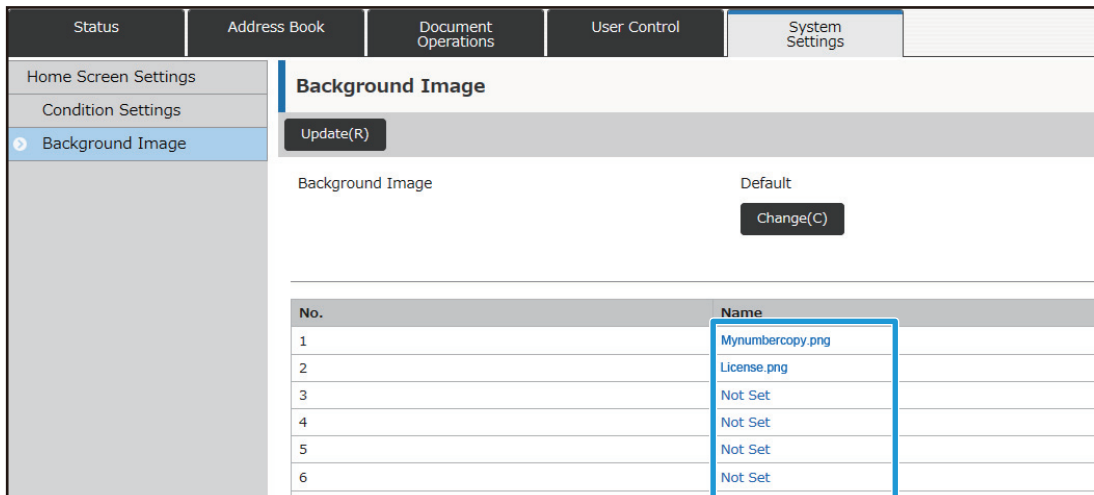 Status
Address Book
Document
Operations
User Control
System
Settings
Home Screen Settings
Condition Settings
Background Image
Background Image
Update(R)
Background Image
Default
Change(C)
No. Name
1 Mynumbercopy.png
2 License.png
3 Not Set
4 Not Set
5 Not Set
6 Not Set